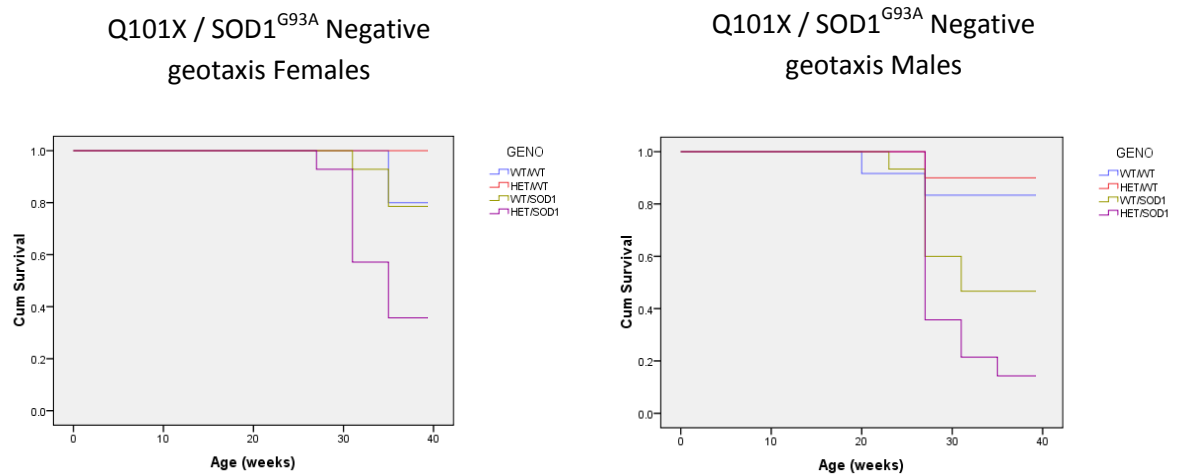 Q101X / SOD1G93A Negative
geotaxis Females
1.0
0.8
0.6
0.4
0.2
0.0
Cum Survival
0
10
20
30
40
Age (weeks)
GENO
WT/WT
HET/WT
WT/SOD1
HET/SOD1
Q101X / SOD1G93A Negative
geotaxis Males
1.0
0.8
0.6
0.4
0.2
0.0
Cum Survival
0
10
20
30
40
Age (weeks)
GENO
WT/WT
HET/WT
WT/SOD1
HET/SOD1